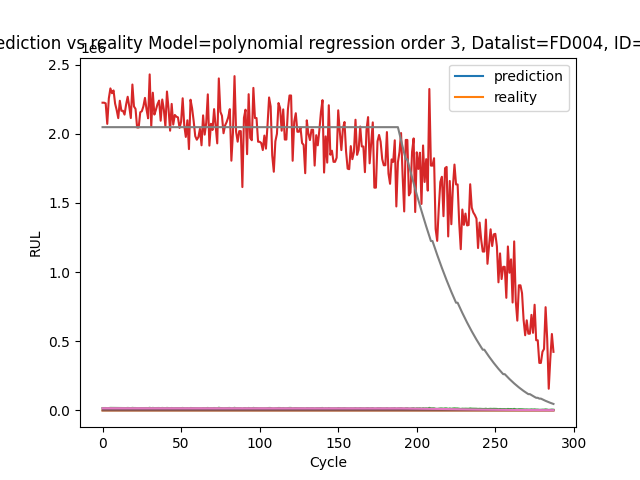 ediction vs reality Model=polynomial regression order 3, Datalist=FD004, ID=
1e6
prediction
reality
2.5
2.0
1.5
1.0
0.5
0.0
RUL
0 50 100 150 200 250 300
Cycle